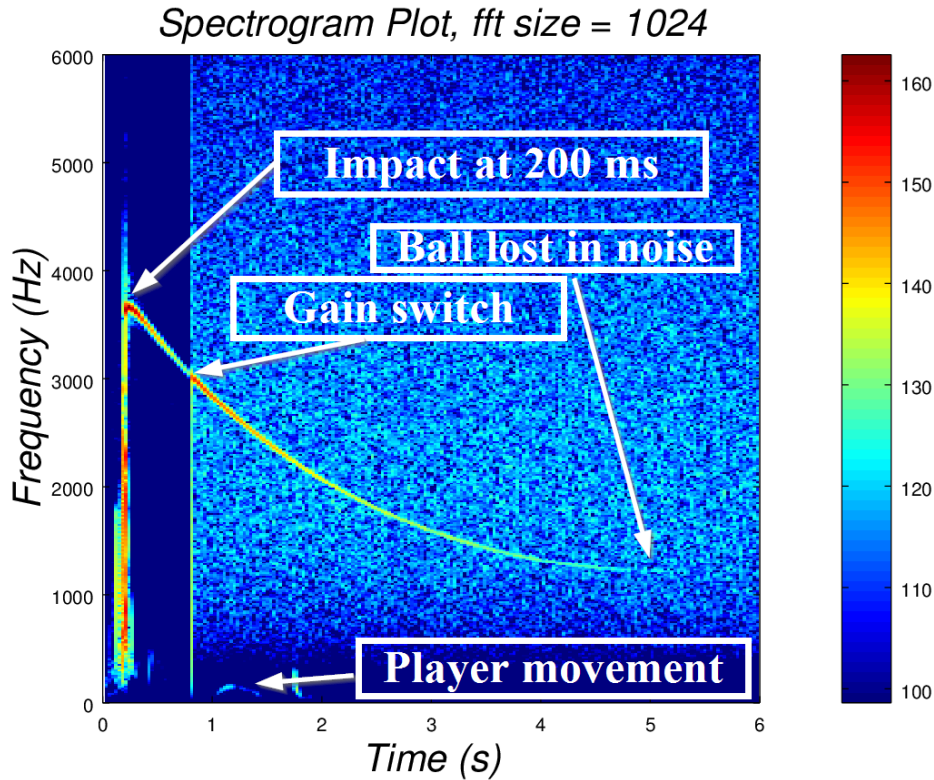 Spectrogram Plot, fft size = 1024
6000
5000
4000
3000
2000
1000
0
Frequency (Hz)
Impact at 200 ms
Ball lost in noise
Gain switch
Player movement
0 1 2 3 4 5 6
Time (s)
160
150
140
130
120
110
100